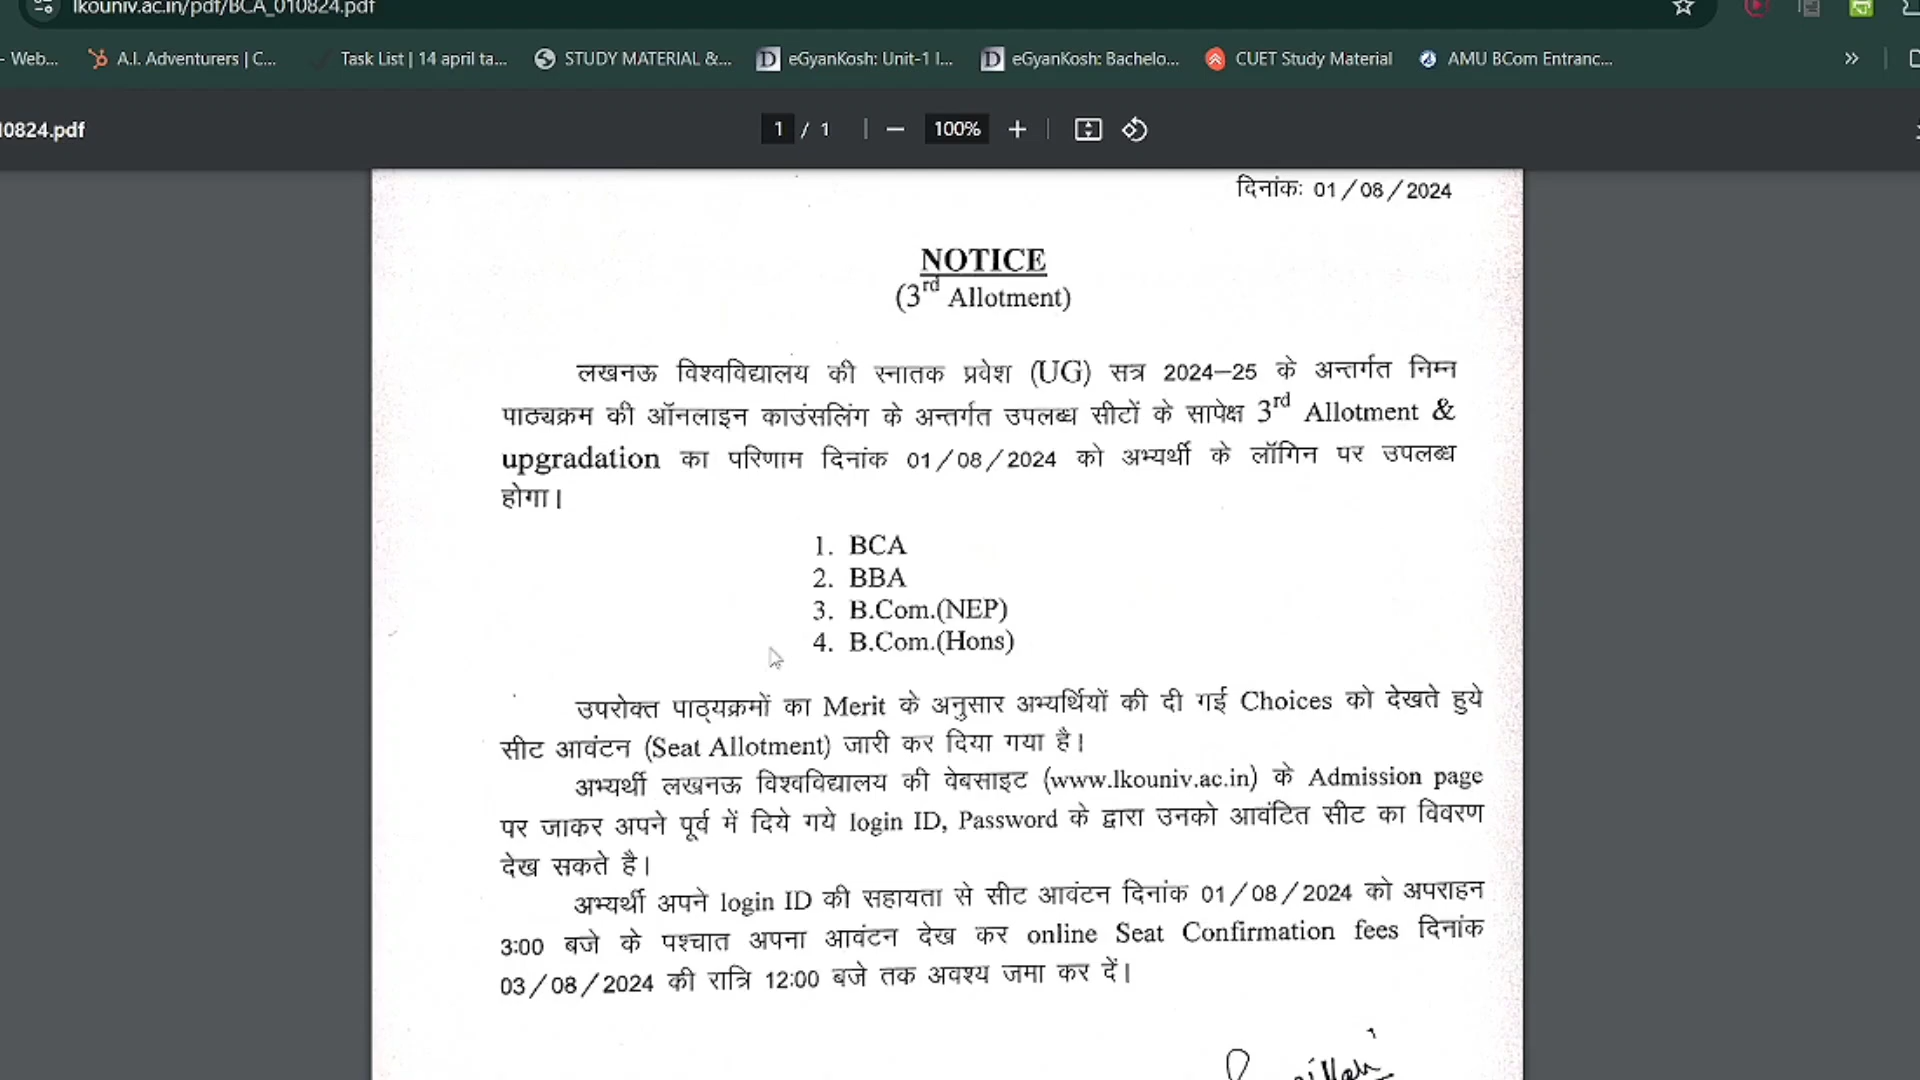 lkouniv.ac.in/pdf/BCA_010824.pdf
- Web... A.I. Adventurers | C... Task List | 14 april ta... STUDY MATERIAL &... eGyanKosh: Unit-1 I... eGyanKosh: Bachelo... CUET Study Material AMU BCom Entranc...
10824.pdf 1 / 1 100%
दिनांकः 01/08/2024
NOTICE
(3rd Allotment)
लखनऊ विश्वविद्यालय की स्नातक प्रवेश (UG) सत्र 2024–25 के अन्तर्गत निम्न
पाठ्यक्रम की ऑनलाइन काउंसलिंग के अन्तर्गत उपलब्ध सीटों के सापेक्ष 3rd Allotment &
upgradation का परिणाम दिनांक 01/08/2024 को अभ्यर्थी के लॉगिन पर उपलब्ध
होगा।
1. BCA
2. BBA
3. B.Com.(NEP)
4. B.Com.(Hons)
उपरोक्त पाठ्यक्रमों का Merit के अनुसार अभ्यर्थियों की दी गई Choices को देखते हुये
सीट आवंटन (Seat Allotment) जारी कर दिया गया है।
अभ्यर्थी लखनऊ विश्वविद्यालय की वेबसाइट (www.lkouniv.ac.in) के Admission page
पर जाकर अपने पूर्व में दिये गये login ID, Password के द्वारा उनको आवंटित सीट का विवरण
देख सकते है।
अभ्यर्थी अपने login ID की सहायता से सीट आवंटन दिनांक 01/08/2024 को अपराहन
3:00 बजे के पश्चात अपना आवंटन देख कर online Seat Confirmation fees दिनांक
03/08/2024 की रात्रि 12:00 बजे तक अवश्य जमा कर दें।